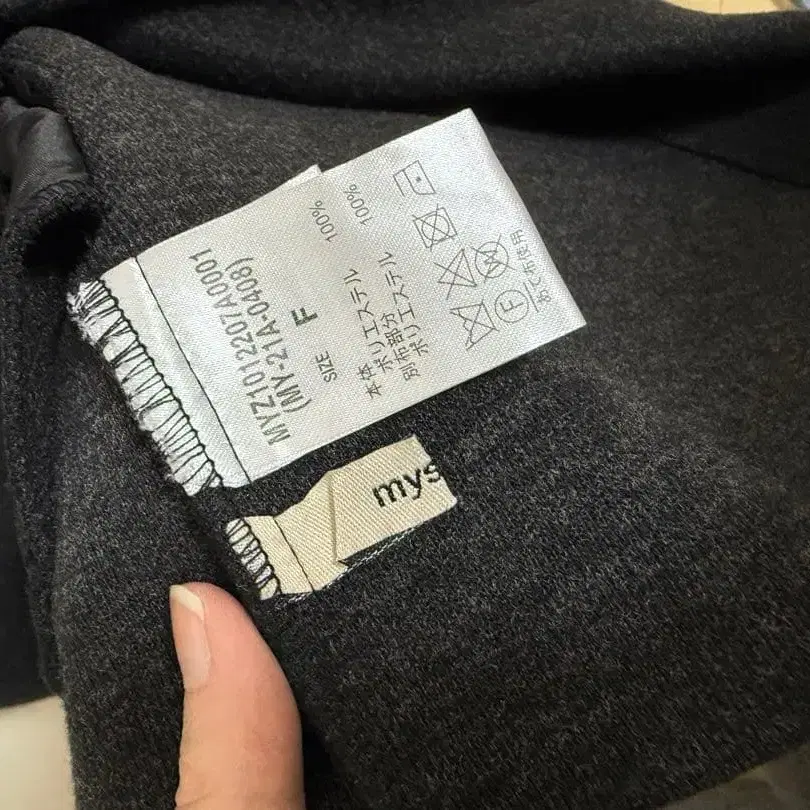 MYZ1012207A0001
(MY-21A-0408)
SIZE F
本体
ポリエステル 100%
別布部分
ポリエステル 100%
F
あて布使用
mys